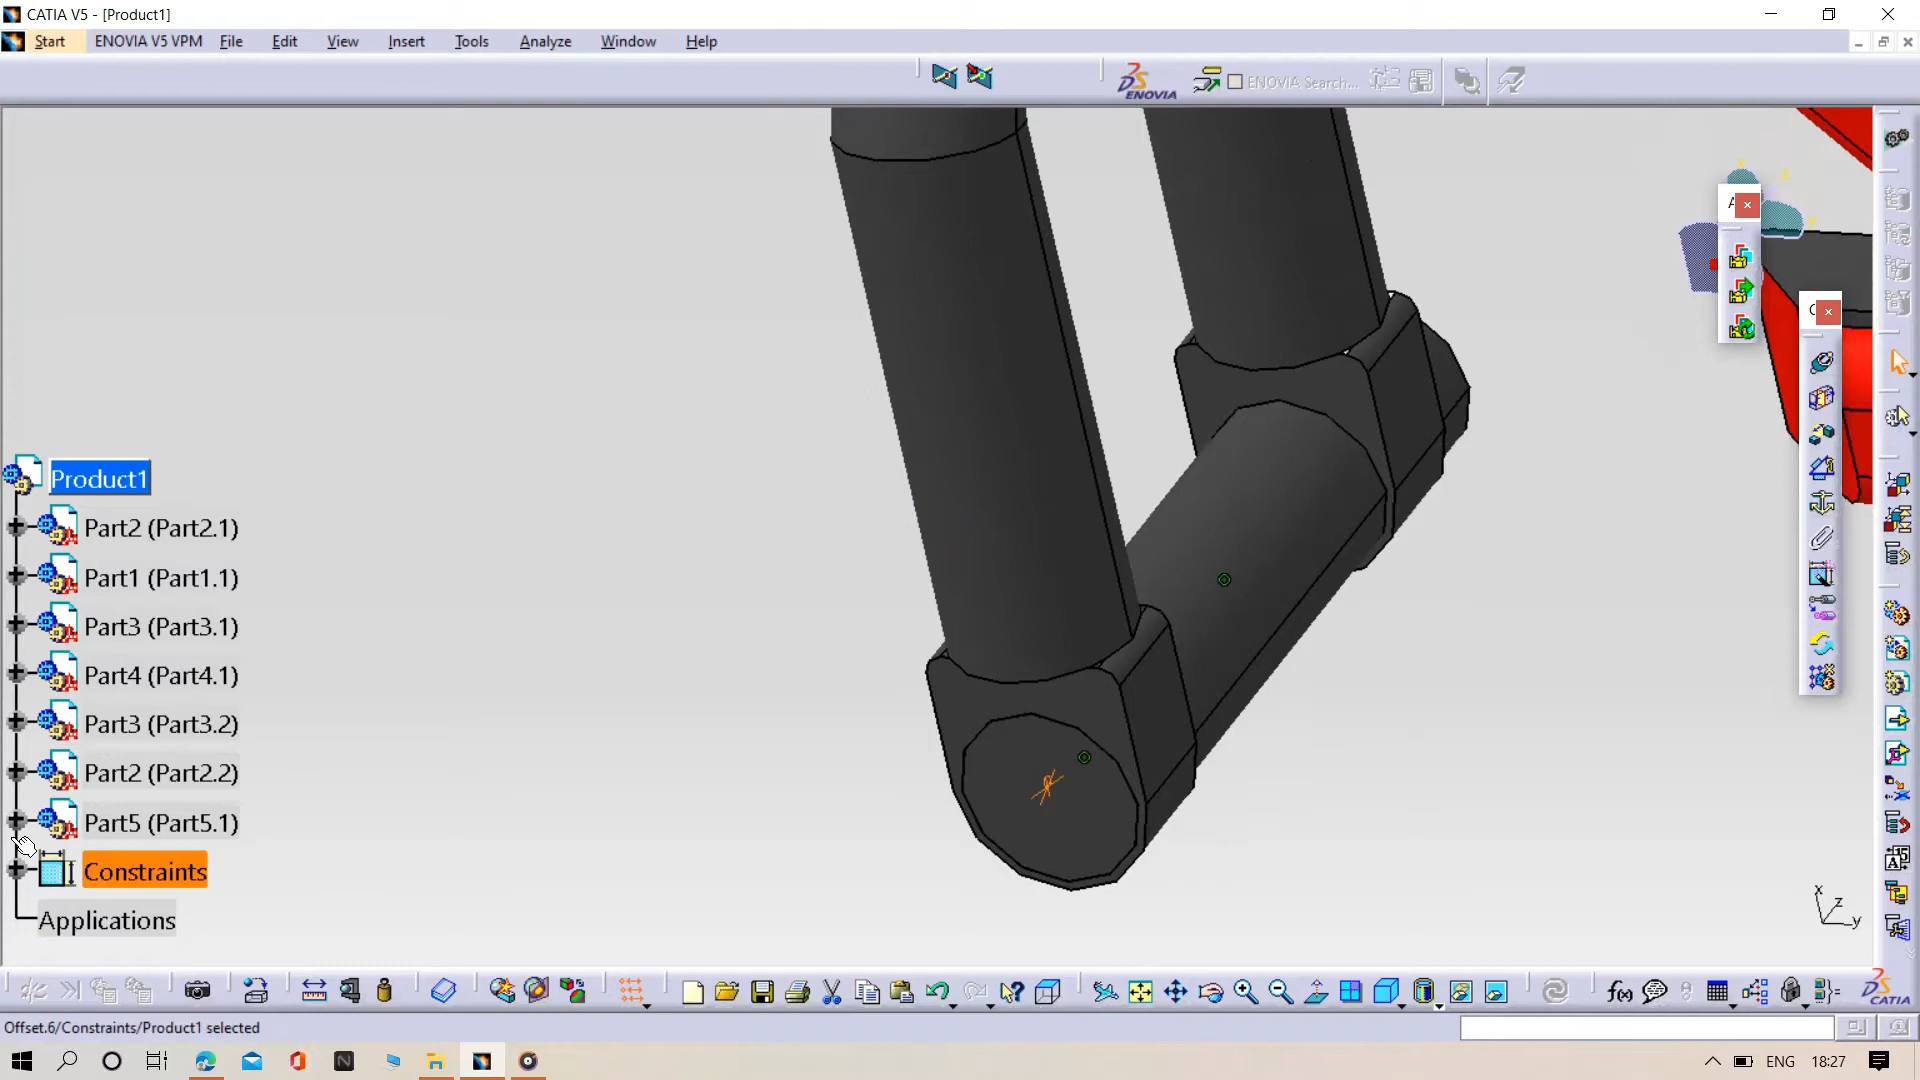 CATIA V5 - [Product1]
Start ENOVIA V5 VPM File Edit View Insert Tools Analyze Window Help
DS ENOVIA ENOVIA Search...
Product1
Part2 (Part2.1)
Part1 (Part1.1)
Part3 (Part3.1)
Part4 (Part4.1)
Part3 (Part3.2)
Part2 (Part2.2)
Part5 (Part5.1)
Constraints
Applications
x
z
y
f(x)
CATIA
Offset.6/Constraints/Product1 selected
ENG 18:27